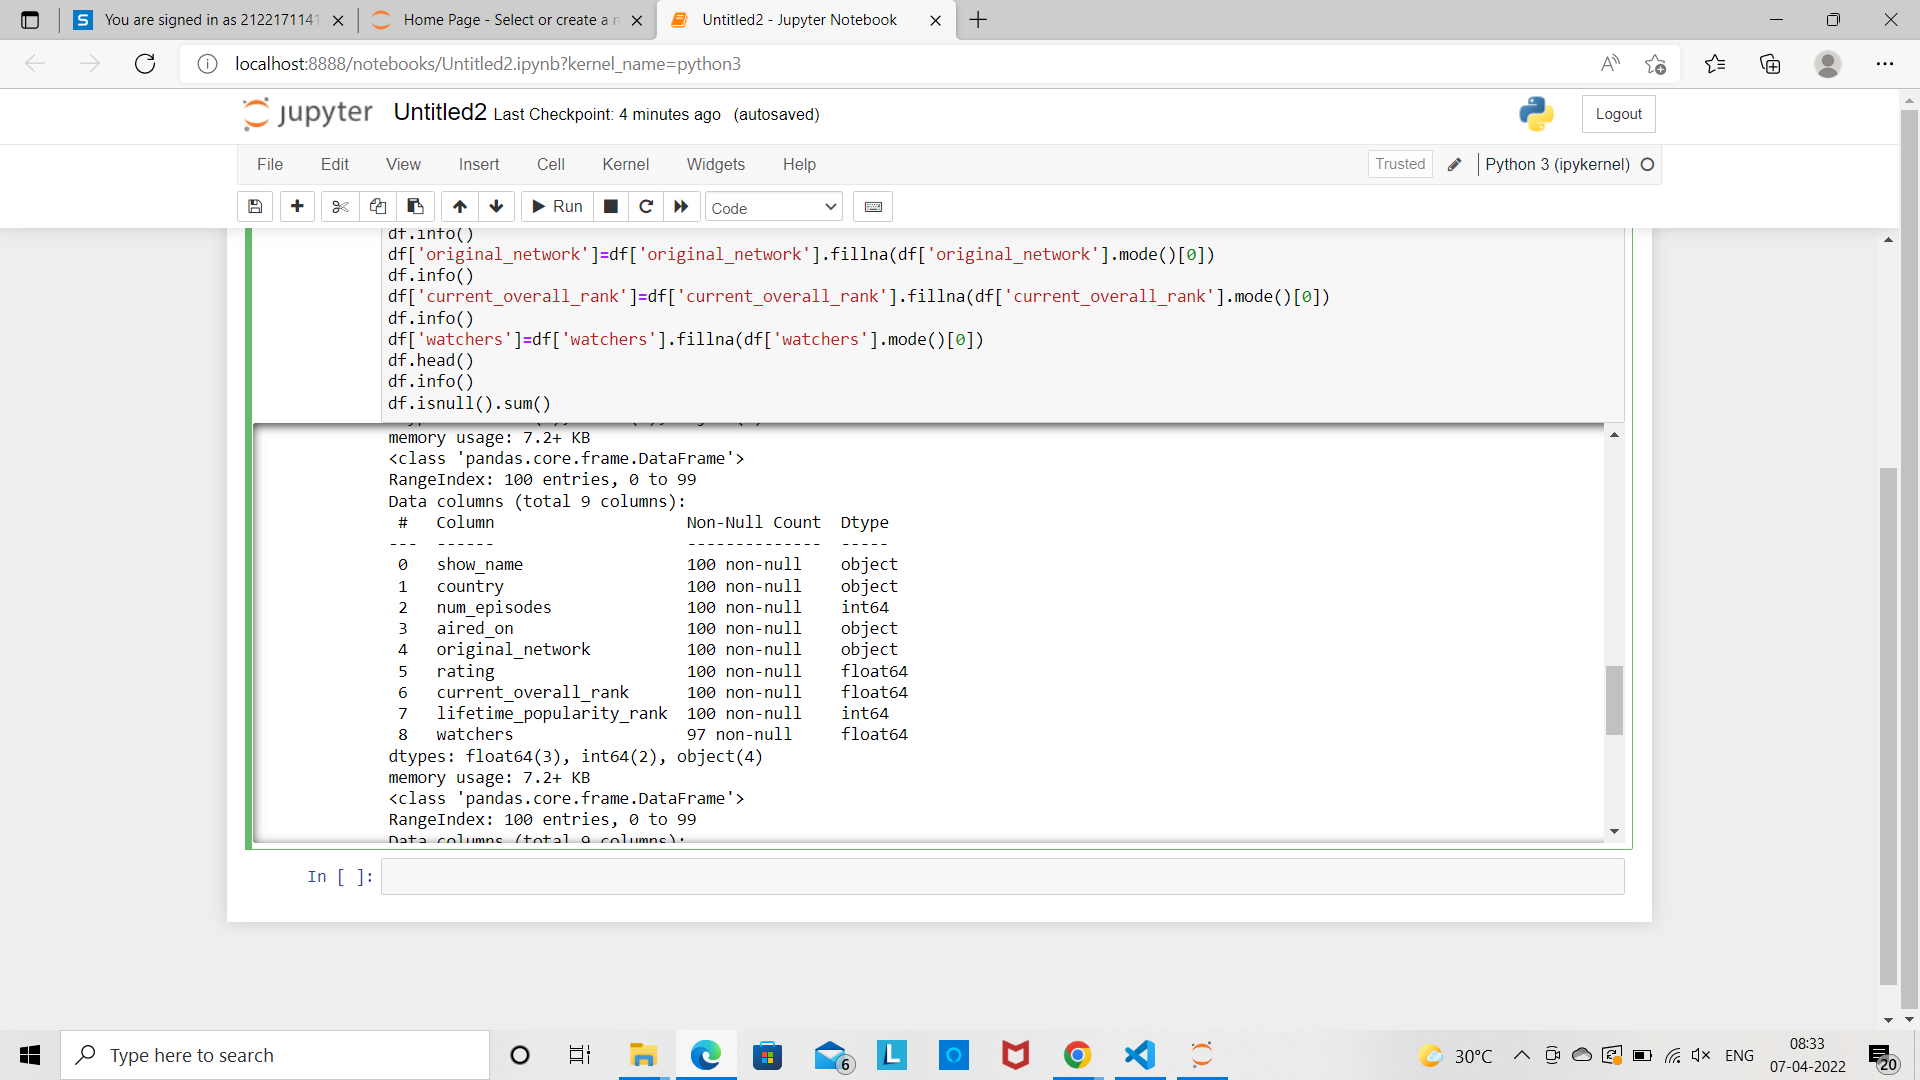 You are signed in as 2122171141
Home Page - Select or create a n
Untitled2 - Jupyter Notebook
localhost:8888/notebooks/Untitled2.ipynb?kernel_name=python3
jupyter Untitled2 Last Checkpoint: 4 minutes ago (autosaved)
Logout
File Edit View Insert Cell Kernel Widgets Help
Trusted
Python 3 (ipykernel)
Run
Code
df.info()
df['original_network']=df['original_network'].fillna(df['original_network'].mode()[0])
df.info()
df['current_overall_rank']=df['current_overall_rank'].fillna(df['current_overall_rank'].mode()[0])
df.info()
df['watchers']=df['watchers'].fillna(df['watchers'].mode()[0])
df.head()
df.info()
df.isnull().sum()
memory usage: 7.2+ KB
<class 'pandas.core.frame.DataFrame'>
RangeIndex: 100 entries, 0 to 99
Data columns (total 9 columns):
# Column Non-Null Count Dtype
--- ------ -------------- -----
0 show_name 100 non-null object
1 country 100 non-null object
2 num_episodes 100 non-null int64
3 aired_on 100 non-null object
4 original_network 100 non-null object
5 rating 100 non-null float64
6 current_overall_rank 100 non-null float64
7 lifetime_popularity_rank 100 non-null int64
8 watchers 97 non-null float64
dtypes: float64(3), int64(2), object(4)
memory usage: 7.2+ KB
<class 'pandas.core.frame.DataFrame'>
RangeIndex: 100 entries, 0 to 99
Data columns (total 9 columns):
In [ ]:
Type here to search
6
30°C
ENG
08:33
07-04-2022
20